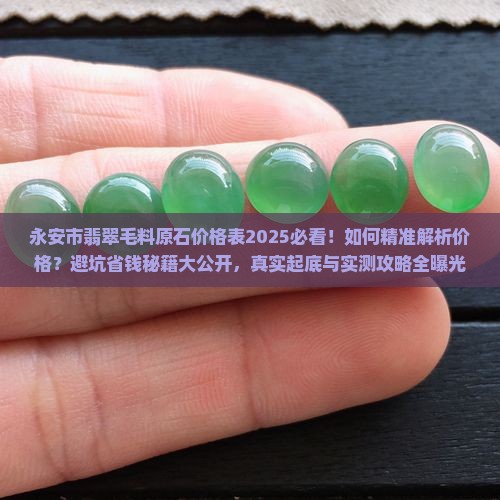 永安市翡翠毛料原石价格表2025必看！如何精准解析价
格？避坑省钱秘籍大公开，真实起底与实测攻略全曝光